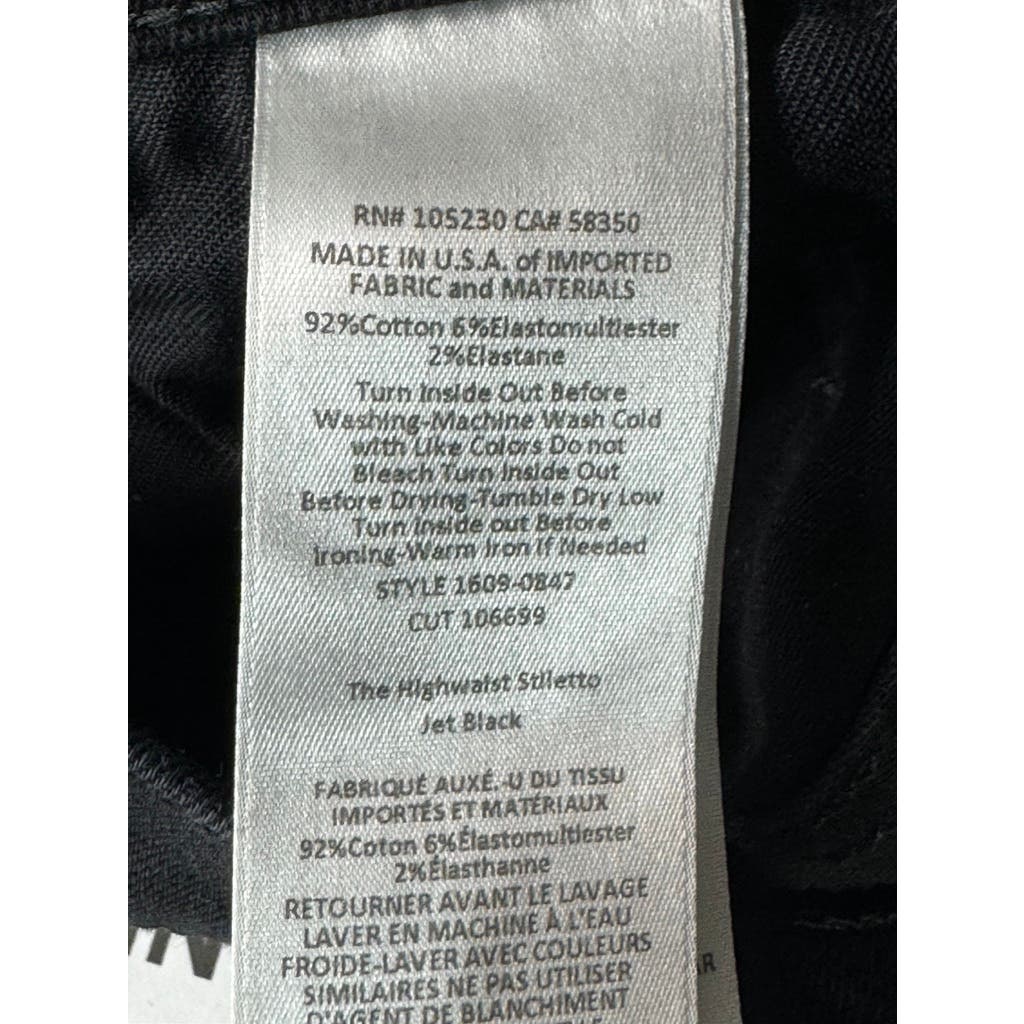 RN# 105230 CA# 58350
MADE IN U.S.A. of IMPORTED
FABRIC and MATERIALS
92%Cotton 6%Elastomultiester
2%Elastane
Turn Inside Out Before
Washing-Machine Wash Cold
with Like Colors Do not
Bleach Turn Inside Out
Before Drying-Tumble Dry Low
Turn Inside out Before
Ironing-Warm Iron If Needed
STYLE 1609-0847
CUT 106699
The Highwaist Stiletto
Jet Black
FABRIQUÉ AUXÉ.-U DU TISSU
IMPORTÉS ET MATÉRIAUX
92%Coton 6%Élastomultiester
2%Élasthanne
RETOURNER AVANT LE LAVAGE
LAVER EN MACHINE À L'EAU
FROIDE-LAVER AVEC COULEURS
SIMILAIRES NE PAS UTILISER
D'AGENT DE BLANCHIMENT